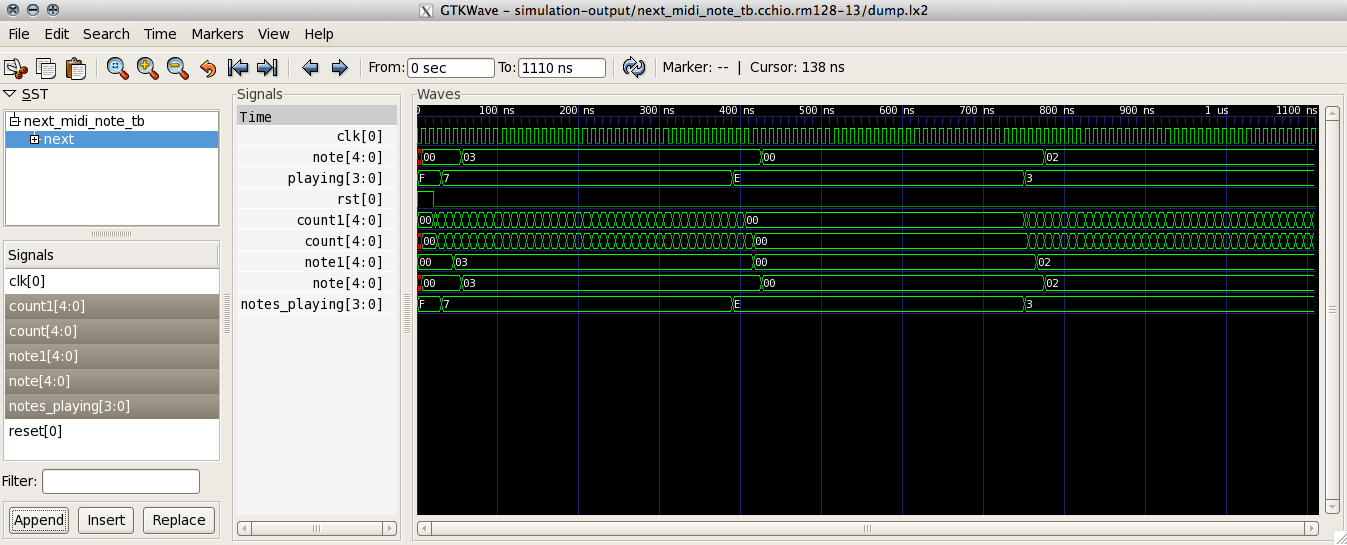 GTKWave – simulation-output/next_midi_note_tb.cchio.rm128-13/dump.lx2
File Edit Search Time Markers View Help
From: 0 sec To: 1110 ns Marker: -- | Cursor: 138 ns
SST
next_midi_note_tb
next
Signals
clk[0]
count1[4:0]
count[4:0]
note1[4:0]
note[4:0]
notes_playing[3:0]
reset[0]
Filter:
Append Insert Replace
Signals
Time
clk[0]
note[4:0]
playing[3:0]
rst[0]
count1[4:0]
count[4:0]
note1[4:0]
note[4:0]
notes_playing[3:0]
Waves
0 100 ns 200 ns 300 ns 400 ns 500 ns 600 ns 700 ns 800 ns 900 ns 1 us 1100 ns
00 03 00 02
F 7 E 3
00 00
00 00
00 03 00 02
00 03 00 02
F 7 E 3